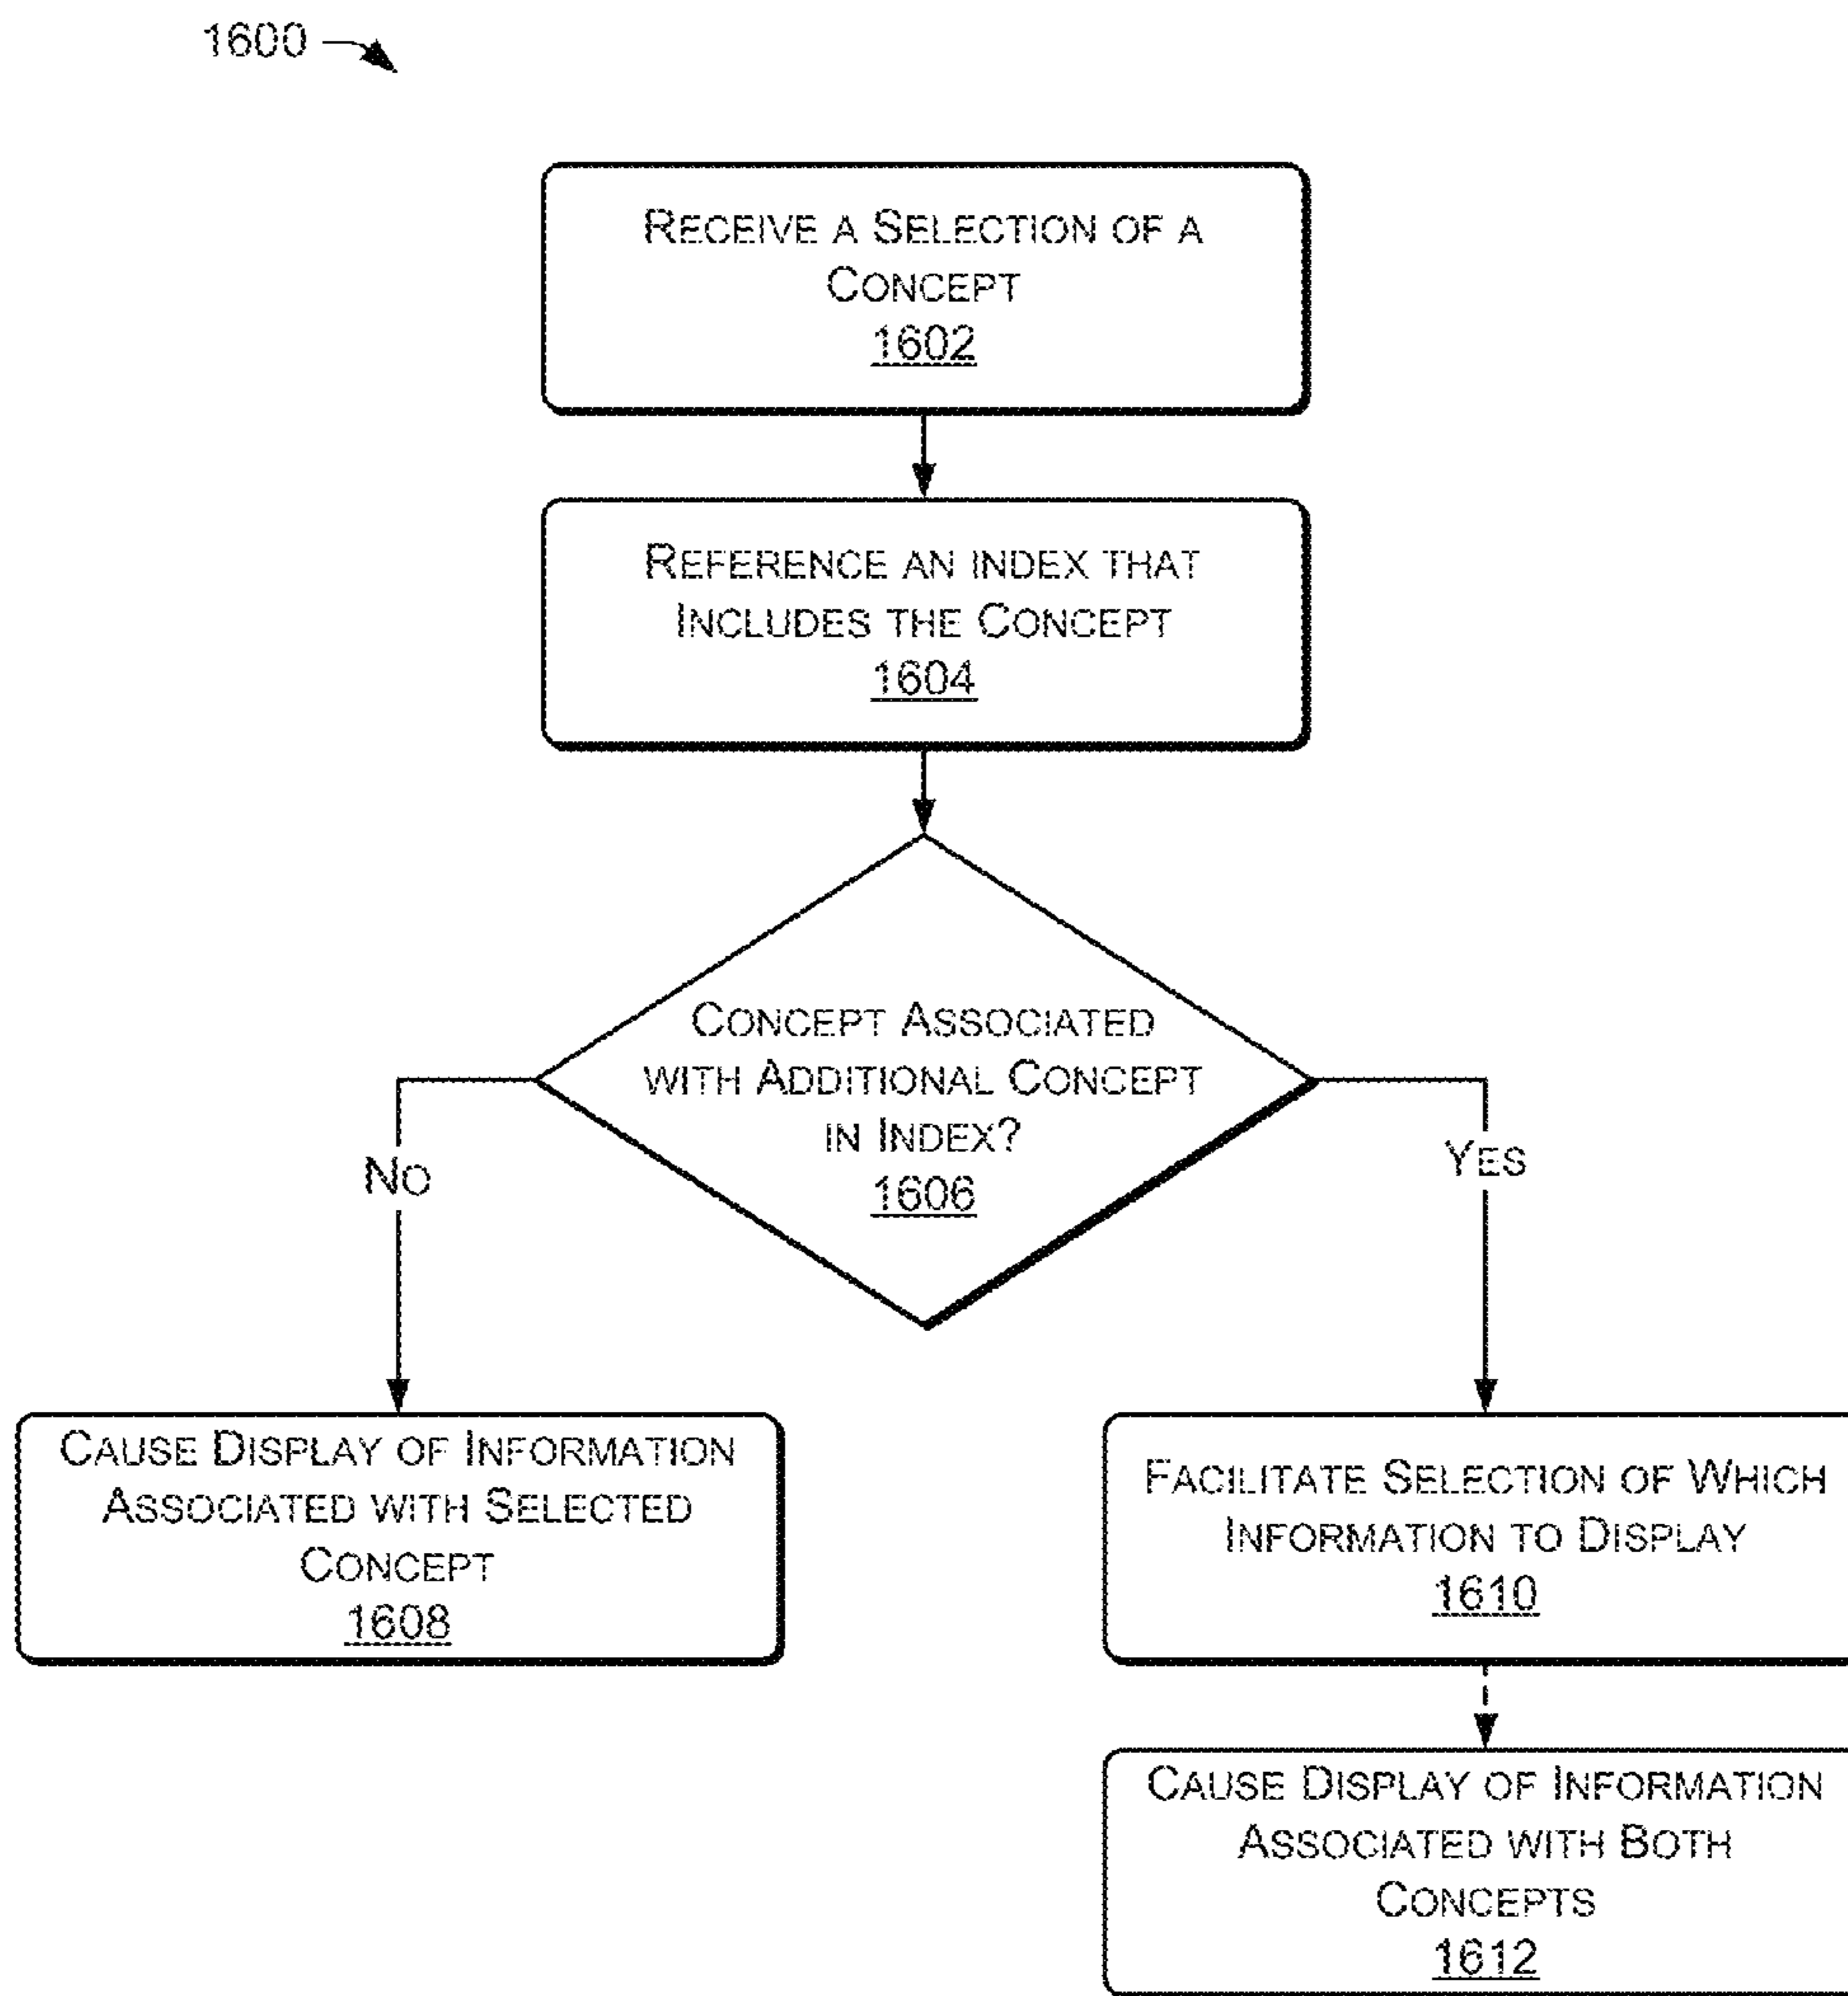 1600
RECEIVE A SELECTION OF A
CONCEPT
1602
REFERENCE AN INDEX THAT
INCLUDES THE CONCEPT
1604
CONCEPT ASSOCIATED
WITH ADDITIONAL CONCEPT
IN INDEX?
1606
NO
YES
CAUSE DISPLAY OF INFORMATION
ASSOCIATED WITH SELECTED
CONCEPT
1608
FACILITATE SELECTION OF WHICH
INFORMATION TO DISPLAY
1610
CAUSE DISPLAY OF INFORMATION
ASSOCIATED WITH BOTH
CONCEPTS
1612